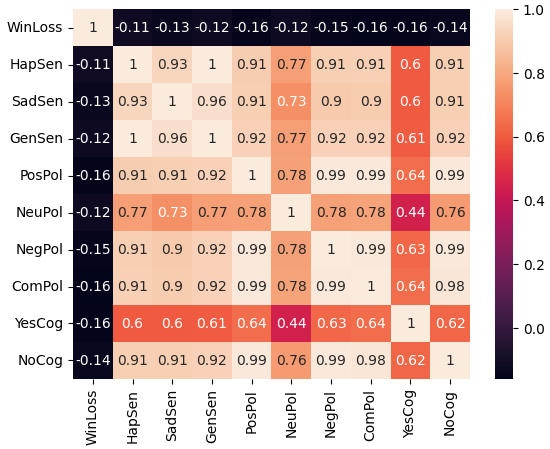 WinLoss 1 -0.11 -0.13 -0.12 -0.16 -0.12 -0.15 -0.16 -0.16 -0.14
HapSen -0.11 1 0.93 1 0.91 0.77 0.91 0.91 0.6 0.91
SadSen -0.13 0.93 1 0.96 0.91 0.73 0.9 0.9 0.6 0.91
GenSen -0.12 1 0.96 1 0.92 0.77 0.92 0.92 0.61 0.92
PosPol -0.16 0.91 0.91 0.92 1 0.78 0.99 0.99 0.64 0.99
NeuPol -0.12 0.77 0.73 0.77 0.78 1 0.78 0.78 0.44 0.76
NegPol -0.15 0.91 0.9 0.92 0.99 0.78 1 0.99 0.63 0.99
ComPol -0.16 0.91 0.9 0.92 0.99 0.78 0.99 1 0.64 0.98
YesCog -0.16 0.6 0.6 0.61 0.64 0.44 0.63 0.64 1 0.62
NoCog -0.14 0.91 0.91 0.92 0.99 0.76 0.99 0.98 0.62 1
WinLoss HapSen SadSen GenSen PosPol NeuPol NegPol ComPol YesCog NoCog
1.0
0.8
0.6
0.4
0.2
0.0